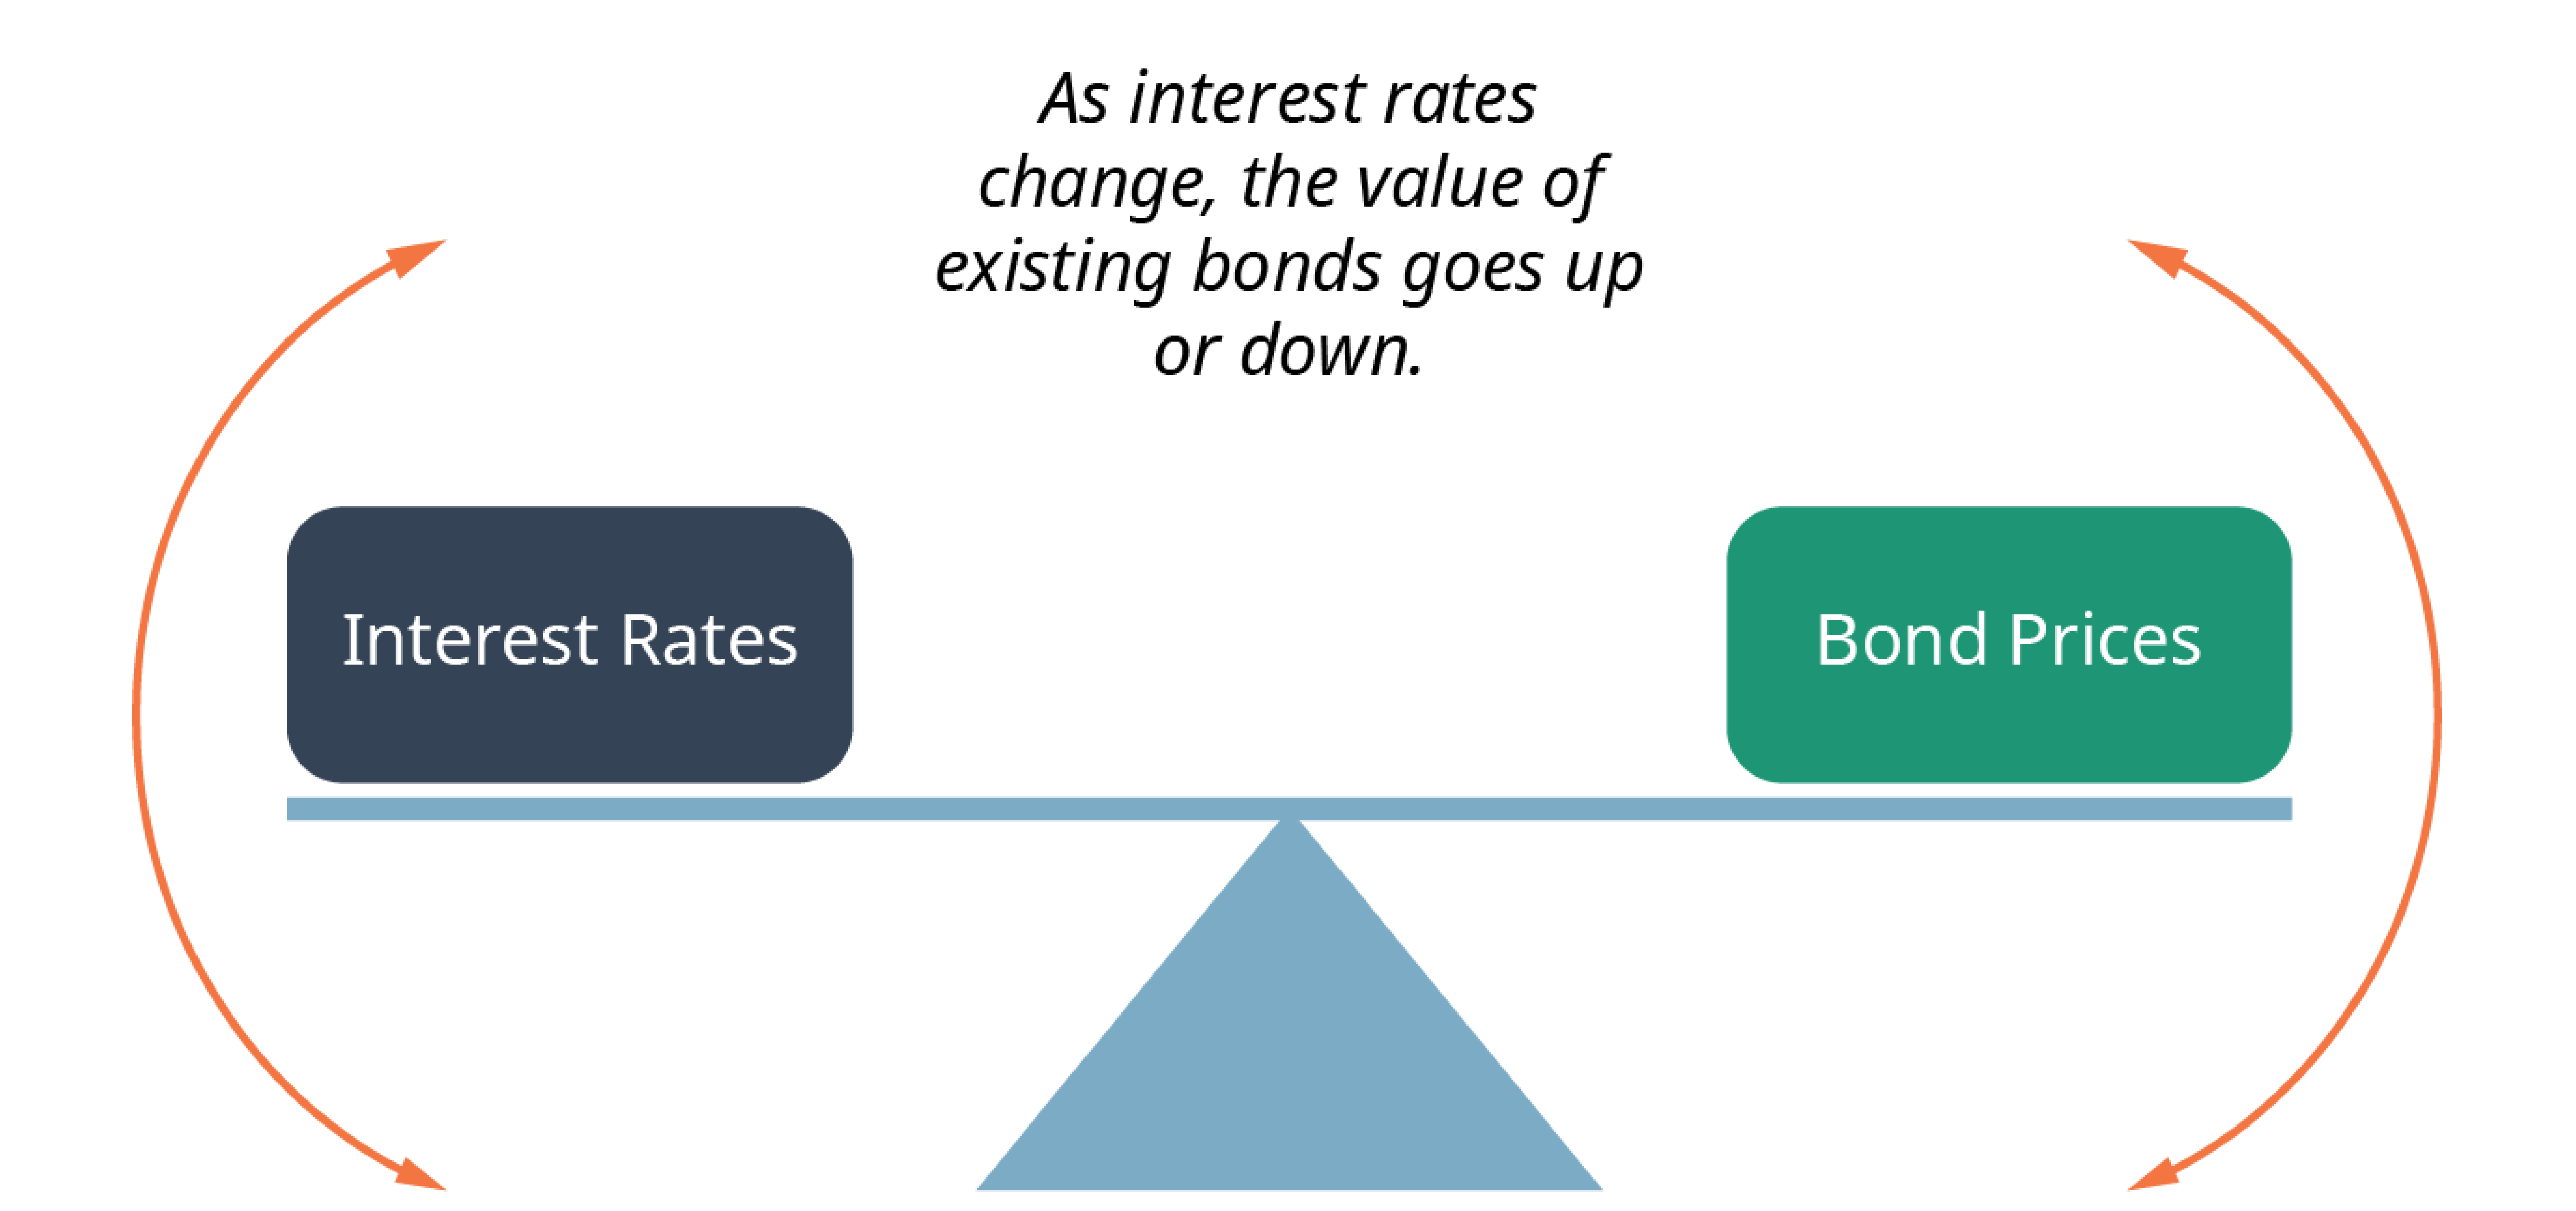 As interest rates
change, the value of
existing bonds goes up
or down.
Interest Rates
Bond Prices